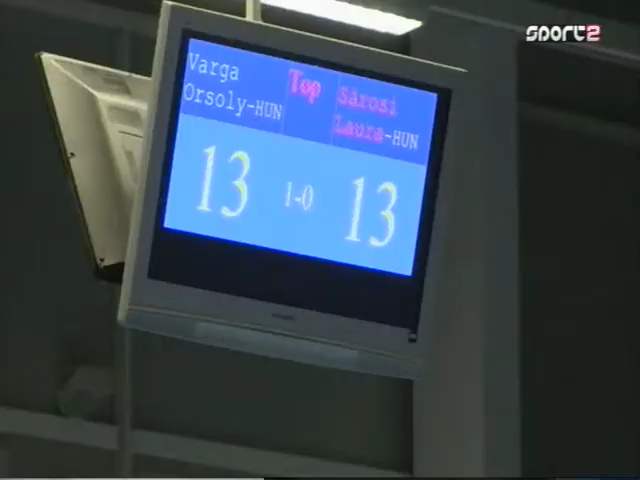 sport2
Varga
Orsoly-HUN
Top
Sárosi
Laura-HUN
13
1-0
13